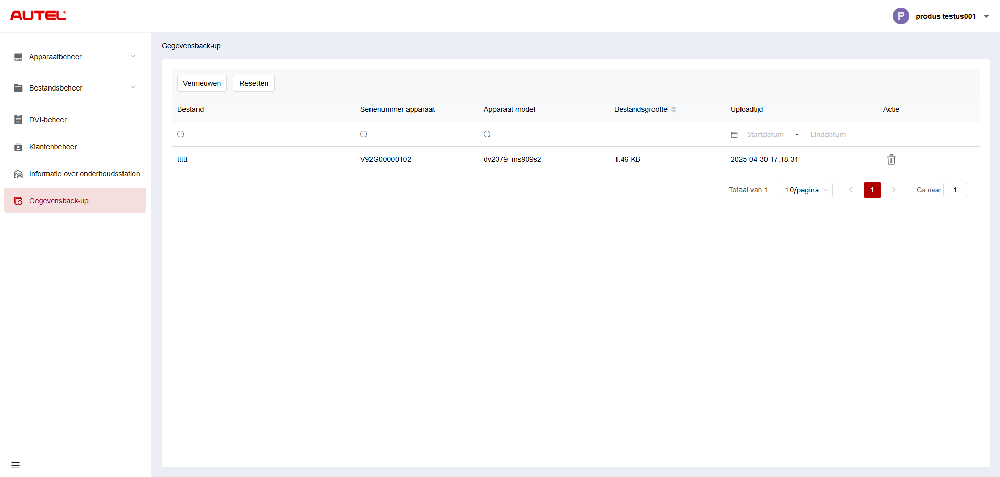 AUTEL
P produs testus001_
Apparaatbeheer
Bestandsbeheer
DVI-beheer
Klantenbeheer
Informatie over onderhoudsstation
Gegevensback-up
Gegevensback-up
Vernieuwen Resetten
Bestand Serienummer apparaat Apparaat model Bestandsgrootte Uploadtijd Actie
Startdatum - Einddatum
ttttt V92G00000102 dv2379_ms909s2 1.46 KB 2025-04-30 17:18:31
Totaal van 1 10/pagina 1 Ga naar 1